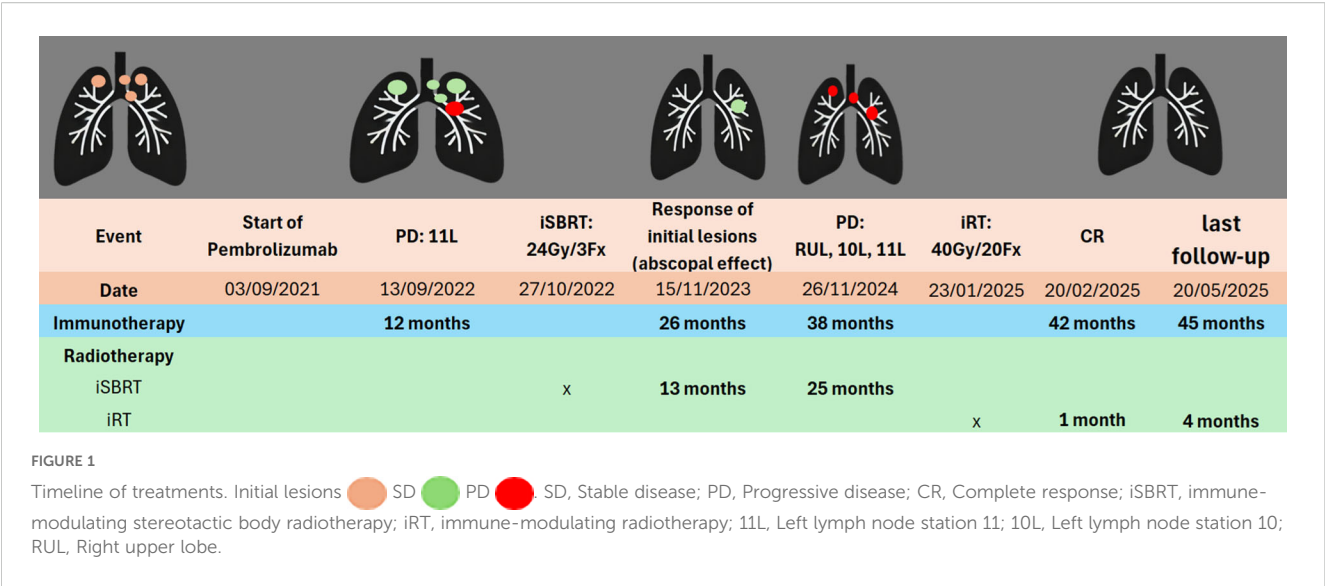 Event Start of Pembrolizumab PD: 11L iSBRT: 24Gy/3Fx Response of initial lesions (abscopal effect) PD: RUL, 10L, 11L iRT: 40Gy/20Fx CR last follow-up
Date 03/09/2021 13/09/2022 27/10/2022 15/11/2023 26/11/2024 23/01/2025 20/02/2025 20/05/2025
Immunotherapy 12 months 26 months 38 months 42 months 45 months
Radiotherapy
iSBRT x 13 months 25 months
iRT x 1 month 4 months
FIGURE 1
Timeline of treatments. Initial lesions SD PD . SD, Stable disease; PD, Progressive disease; CR, Complete response; iSBRT, immune-
modulating stereotactic body radiotherapy; iRT, immune-modulating radiotherapy; 11L, Left lymph node station 11; 10L, Left lymph node station 10;
RUL, Right upper lobe.